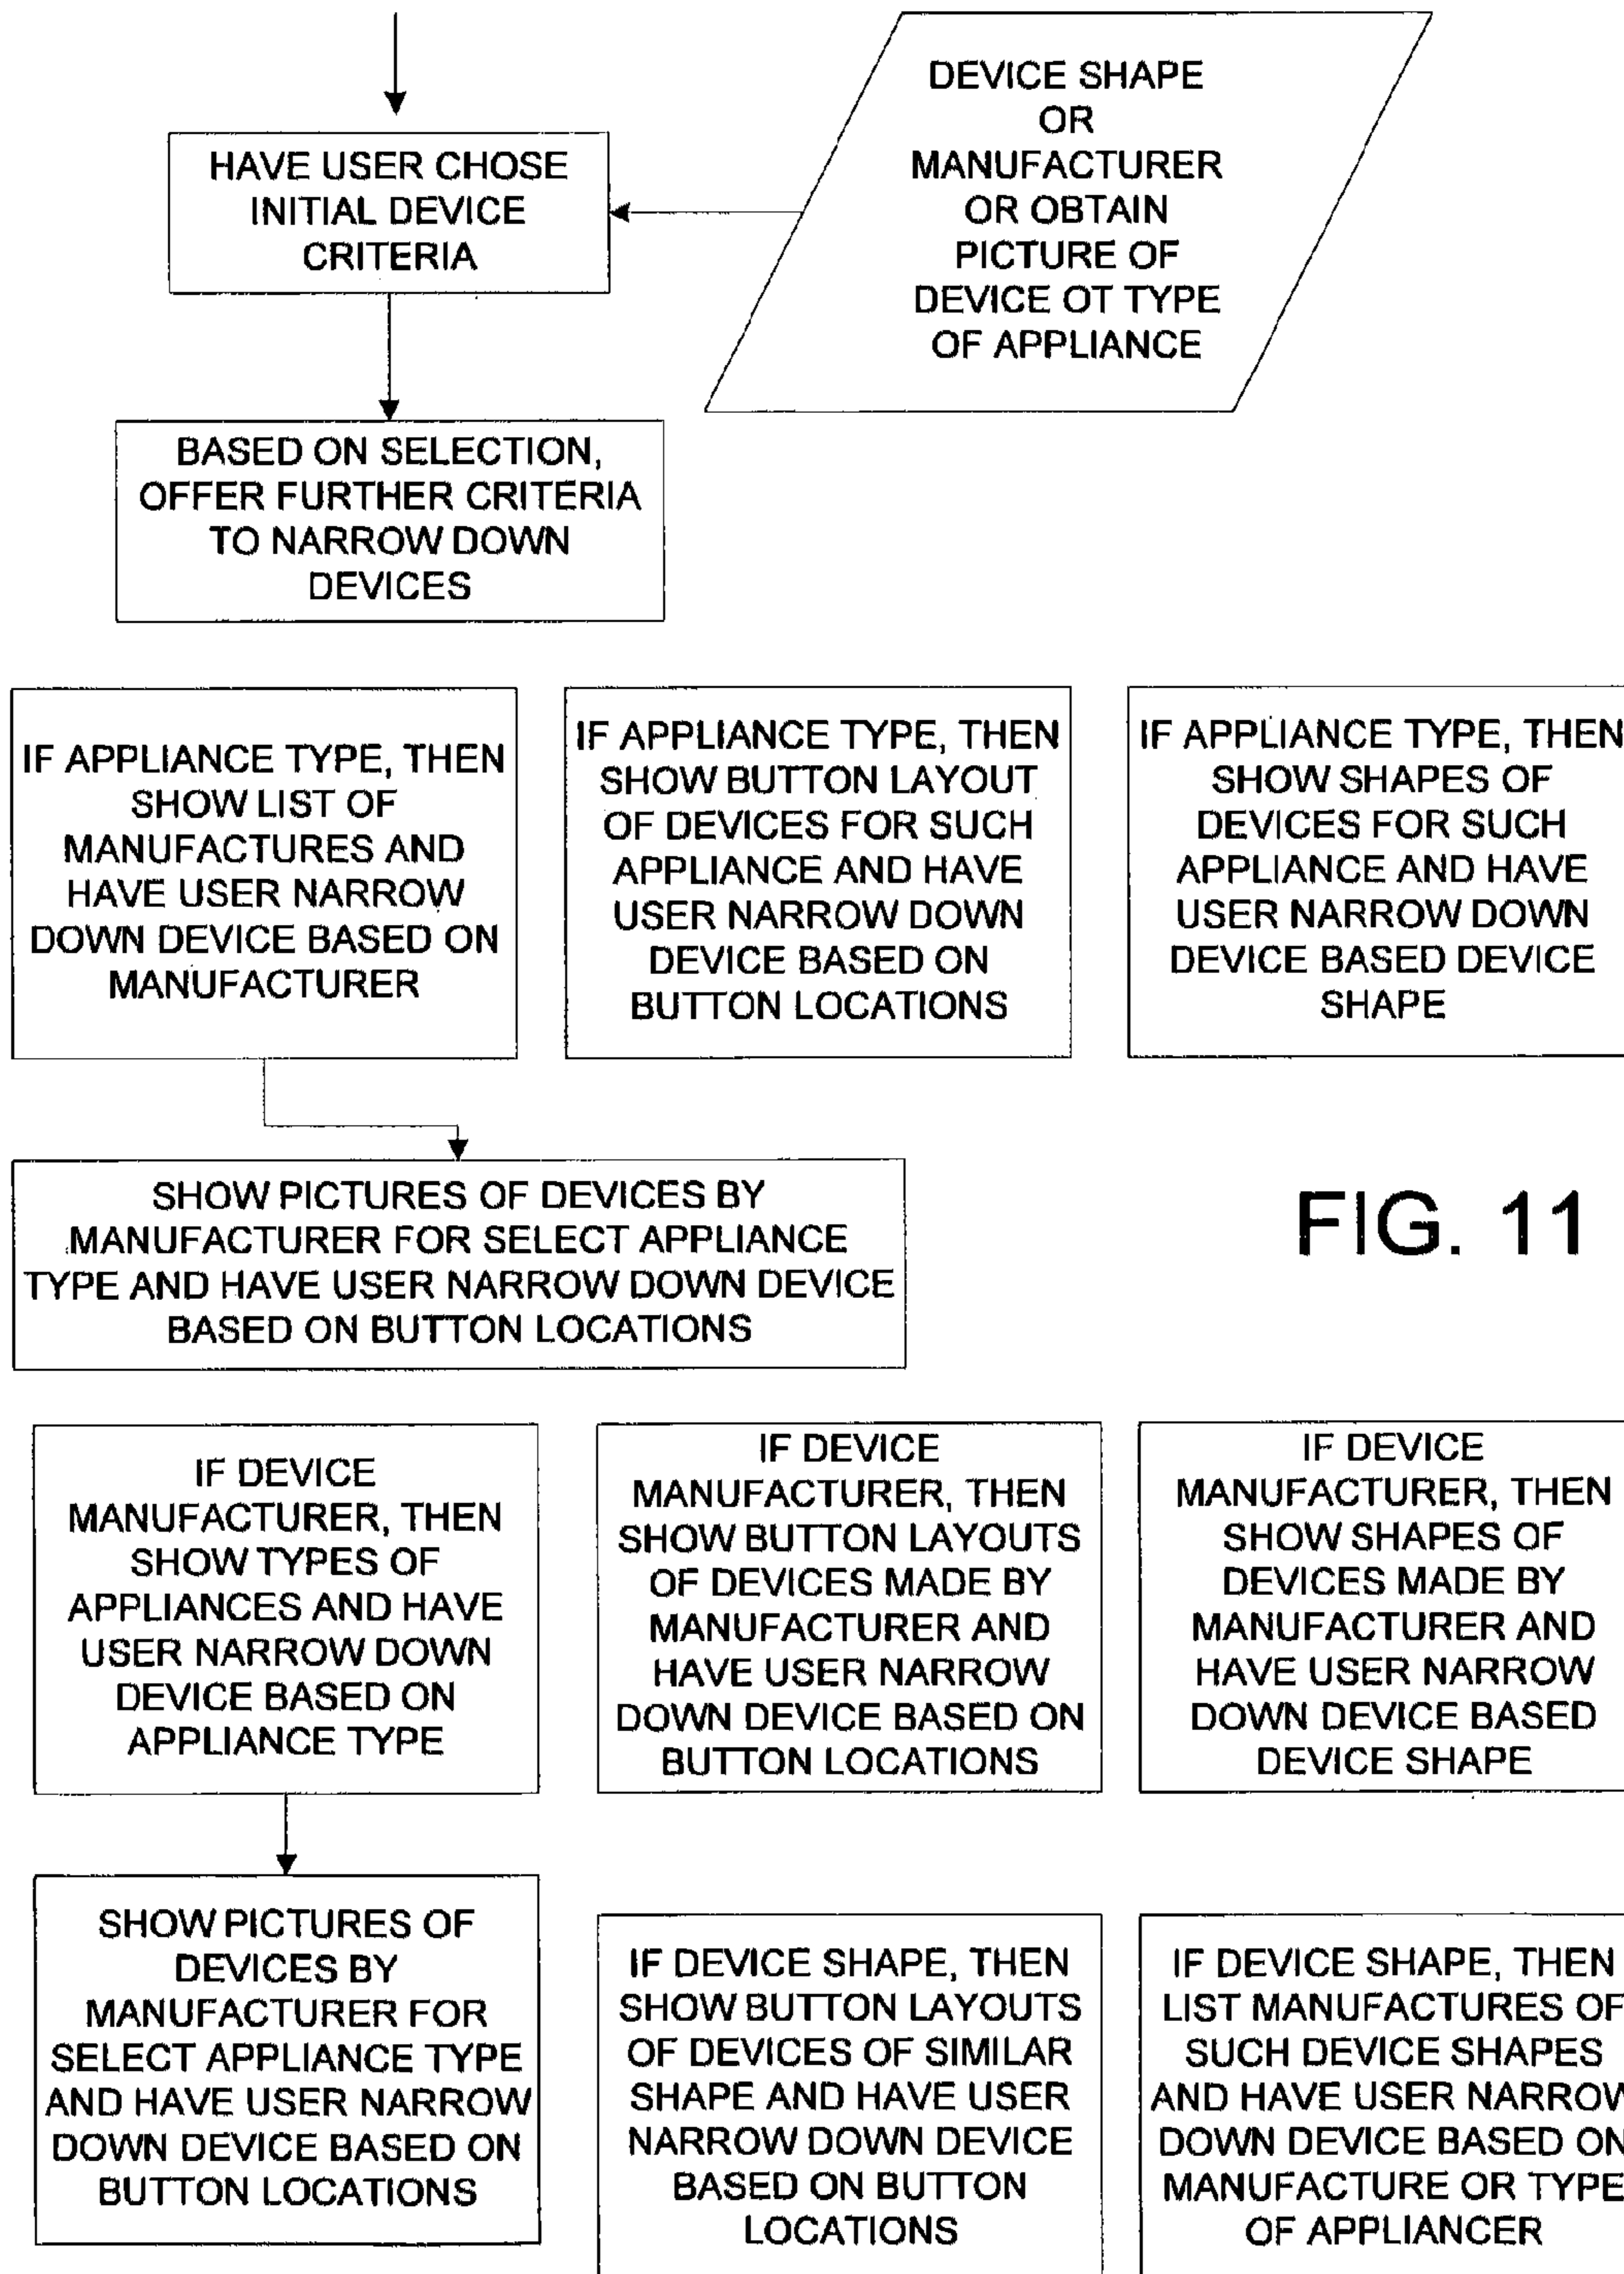 HAVE USER CHOSE
INITIAL DEVICE
CRITERIA
DEVICE SHAPE
OR
MANUFACTURER
OR OBTAIN
PICTURE OF
DEVICE OT TYPE
OF APPLIANCE
BASED ON SELECTION,
OFFER FURTHER CRITERIA
TO NARROW DOWN
DEVICES
IF APPLIANCE TYPE, THEN
SHOW LIST OF
MANUFACTURES AND
HAVE USER NARROW
DOWN DEVICE BASED ON
MANUFACTURER
IF APPLIANCE TYPE, THEN
SHOW BUTTON LAYOUT
OF DEVICES FOR SUCH
APPLIANCE AND HAVE
USER NARROW DOWN
DEVICE BASED ON
BUTTON LOCATIONS
IF APPLIANCE TYPE, THEN
SHOW SHAPES OF
DEVICES FOR SUCH
APPLIANCE AND HAVE
USER NARROW DOWN
DEVICE BASED DEVICE
SHAPE
SHOW PICTURES OF DEVICES BY
MANUFACTURER FOR SELECT APPLIANCE
TYPE AND HAVE USER NARROW DOWN DEVICE
BASED ON BUTTON LOCATIONS
FIG. 11
IF DEVICE
MANUFACTURER, THEN
SHOW TYPES OF
APPLIANCES AND HAVE
USER NARROW DOWN
DEVICE BASED ON
APPLIANCE TYPE
IF DEVICE
MANUFACTURER, THEN
SHOW BUTTON LAYOUTS
OF DEVICES MADE BY
MANUFACTURER AND
HAVE USER NARROW
DOWN DEVICE BASED ON
BUTTON LOCATIONS
IF DEVICE
MANUFACTURER, THEN
SHOW SHAPES OF
DEVICES MADE BY
MANUFACTURER AND
HAVE USER NARROW
DOWN DEVICE BASED
DEVICE SHAPE
SHOW PICTURES OF
DEVICES BY
MANUFACTURER FOR
SELECT APPLIANCE TYPE
AND HAVE USER NARROW
DOWN DEVICE BASED ON
BUTTON LOCATIONS
IF DEVICE SHAPE, THEN
SHOW BUTTON LAYOUTS
OF DEVICES OF SIMILAR
SHAPE AND HAVE USER
NARROW DOWN DEVICE
BASED ON BUTTON
LOCATIONS
IF DEVICE SHAPE, THEN
LIST MANUFACTURES OF
SUCH DEVICE SHAPES
AND HAVE USER NARROW
DOWN DEVICE BASED ON
MANUFACTURE OR TYPE
OF APPLIANCER